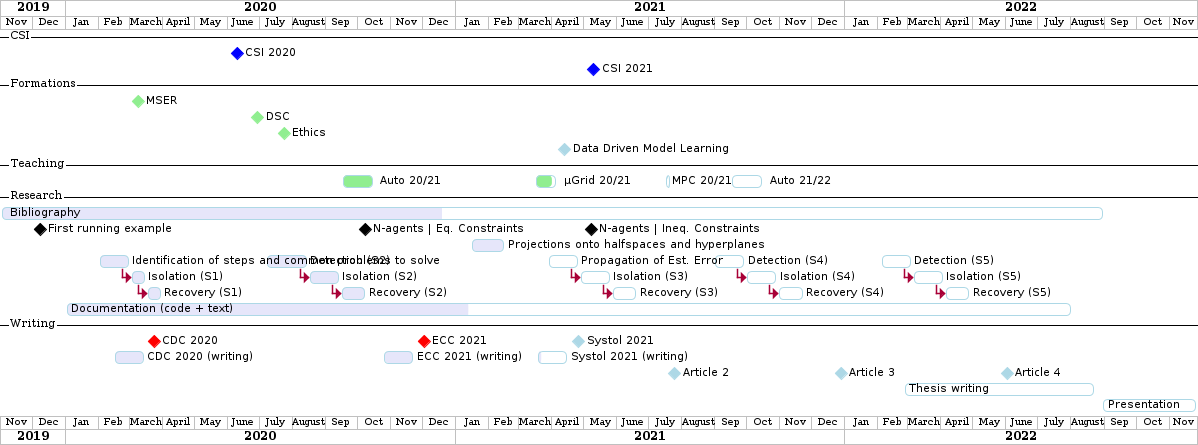 2019 2020 2021 2022
Nov Dec Jan Feb March April May June July August Sep Oct Nov Dec Jan Feb March April May June July August Sep Oct Nov Dec Jan Feb March April May June July August Sep Oct Nov
CSI
CSI 2020
CSI 2021
Formations
MSER
DSC
Ethics
Data Driven Model Learning
Teaching
Auto 20/21 μGrid 20/21 MPC 20/21 Auto 21/22
Research
Bibliography
First running example N-agents | Eq. Constraints N-agents | Ineq. Constraints
Projections onto halfspaces and hyperplanes
Identification of steps and common problems to solve Detection (S2) Propagation of Est. Error Detection (S4) Detection (S5)
Isolation (S1) Isolation (S2) Isolation (S3) Isolation (S4) Isolation (S5)
Recovery (S1) Recovery (S2) Recovery (S3) Recovery (S4) Recovery (S5)
Documentation (code + text)
Writing
CDC 2020 ECC 2021 Systol 2021
CDC 2020 (writing) ECC 2021 (writing) Systol 2021 (writing)
Article 2 Article 3 Article 4
Thesis writing
Presentation
Nov Dec Jan Feb March April May June July August Sep Oct Nov Dec Jan Feb March April May June July August Sep Oct Nov Dec Jan Feb March April May June July August Sep Oct Nov
2019 2020 2021 2022